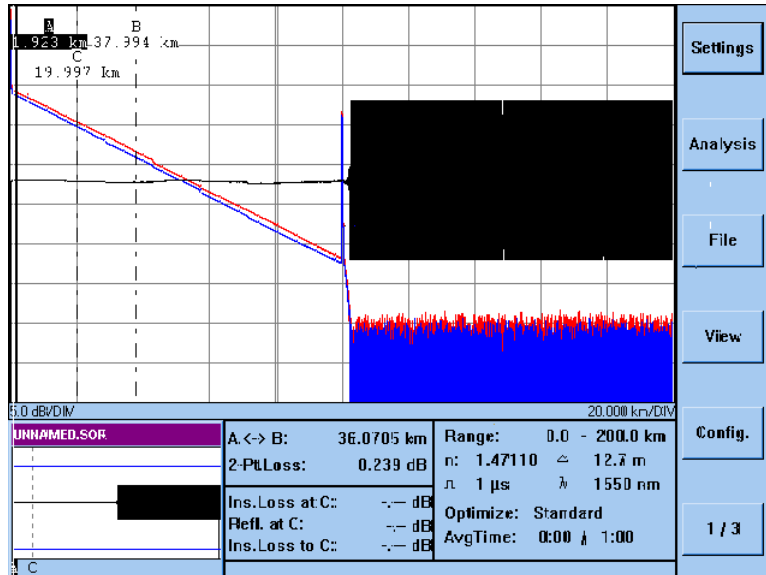 A B
1.923 km 37.994 km
C
19.997 km
Settings
Analysis
File
View
Config.
1 / 3
5.0 dB/DIV 20.000 km/DIV
UNNAMED.SOR
A <-> B: 36.0705 km
2-Pt.Loss: 0.239 dB
Ins.Loss at C: -.-- dB
Refl. at C: -.-- dB
Ins.Loss to C: -.-- dB
Range: 0.0 - 200.0 km
n: 1.47110 12.7 m
1 µs λ 1550 nm
Optimize: Standard
AvgTime: 0:00 / 1:00
A C